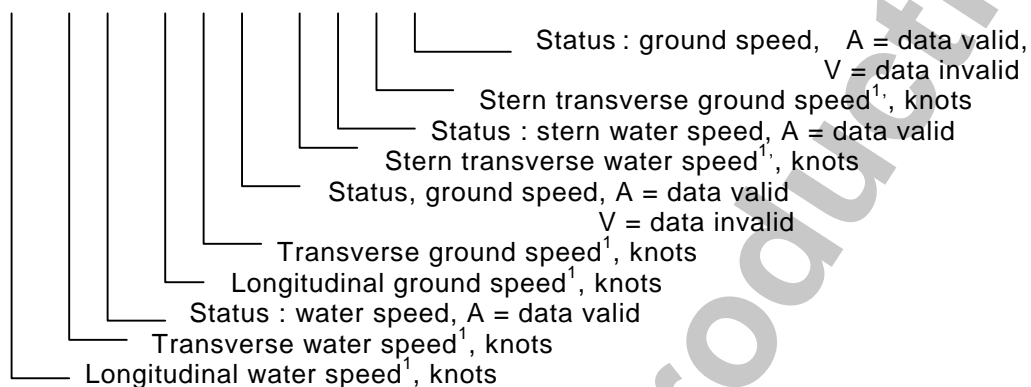 Status : ground speed, A = data valid,
V = data invalid
Stern transverse ground speed1,, knots
Status : stern water speed, A = data valid
Stern transverse water speed1,, knots
Status, ground speed, A = data valid
V = data invalid
Transverse ground speed1, knots
Longitudinal ground speed1, knots
Status : water speed, A = data valid
Transverse water speed1, knots
Longitudinal water speed1, knots